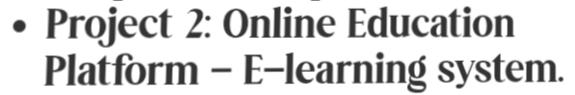 • Project 2: Online Education
Platform – E–learning system.